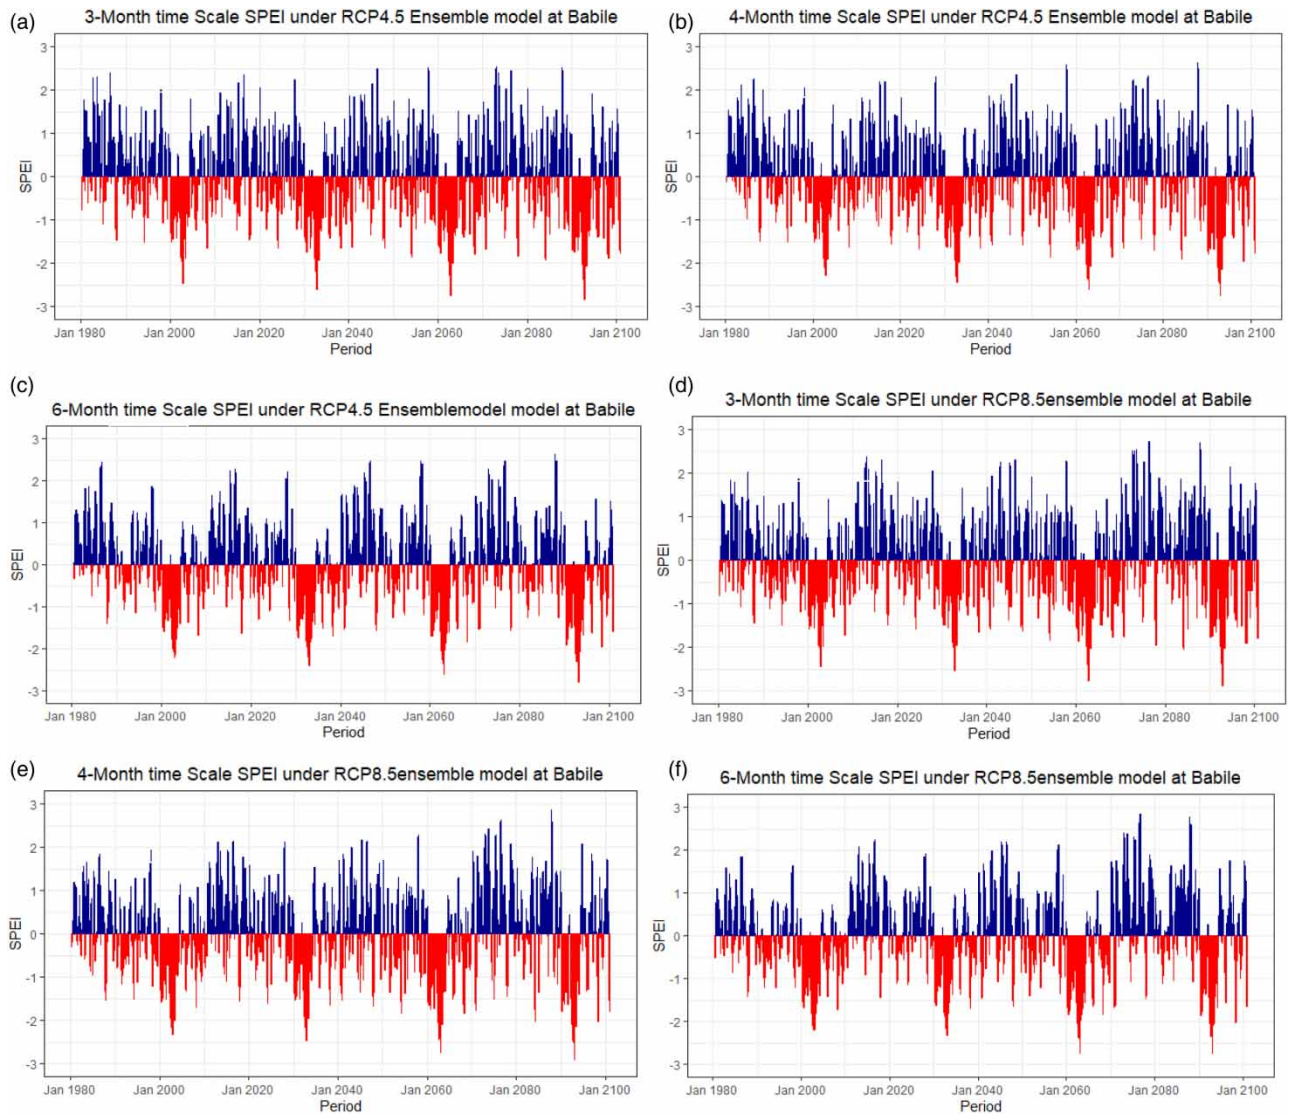 (a)
3-Month time Scale SPEI under RCP4.5 Ensemble model at Babile
3
2
1
0
-1
-2
-3
SPEI
Jan 1980 Jan 2000 Jan 2020 Jan 2040 Jan 2060 Jan 2080 Jan 2100
Period
(b)
4-Month time Scale SPEI under RCP4.5 Ensemble model at Babile
3
2
1
0
-1
-2
-3
SPEI
Jan 1980 Jan 2000 Jan 2020 Jan 2040 Jan 2060 Jan 2080 Jan 2100
Period
(c)
6-Month time Scale SPEI under RCP4.5 Ensemblemodel model at Babile
3
2
1
0
-1
-2
-3
SPEI
Jan 1980 Jan 2000 Jan 2020 Jan 2040 Jan 2060 Jan 2080 Jan 2100
Period
(d)
3-Month time Scale SPEI under RCP8.5ensemble model at Babile
3
2
1
0
-1
-2
-3
SPEI
Jan 1980 Jan 2000 Jan 2020 Jan 2040 Jan 2060 Jan 2080 Jan 2100
Period
(e)
4-Month time Scale SPEI under RCP8.5ensemble model at Babile
3
2
1
0
-1
-2
-3
SPEI
Jan 1980 Jan 2000 Jan 2020 Jan 2040 Jan 2060 Jan 2080 Jan 2100
Period
(f)
6-Month time Scale SPEI under RCP8.5ensemble model at Babile
3
2
1
0
-1
-2
-3
SPEI
Jan 1980 Jan 2000 Jan 2020 Jan 2040 Jan 2060 Jan 2080 Jan 2100
Period